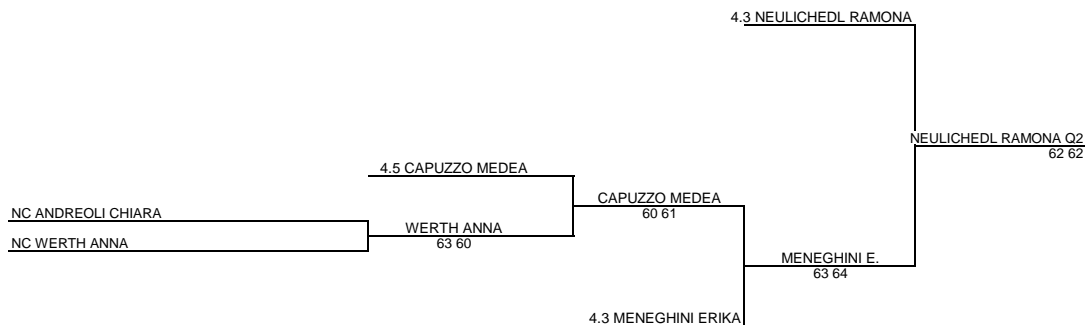 4.3 NEULICHEDL RAMONA
NEULICHEDL RAMONA Q2
62 62
4.5 CAPUZZO MEDEA
CAPUZZO MEDEA
60 61
NC ANDREOLI CHIARA
WERTH ANNA
63 60
NC WERTH ANNA
MENEGHINI E.
63 64
4.3 MENEGHINI ERIKA